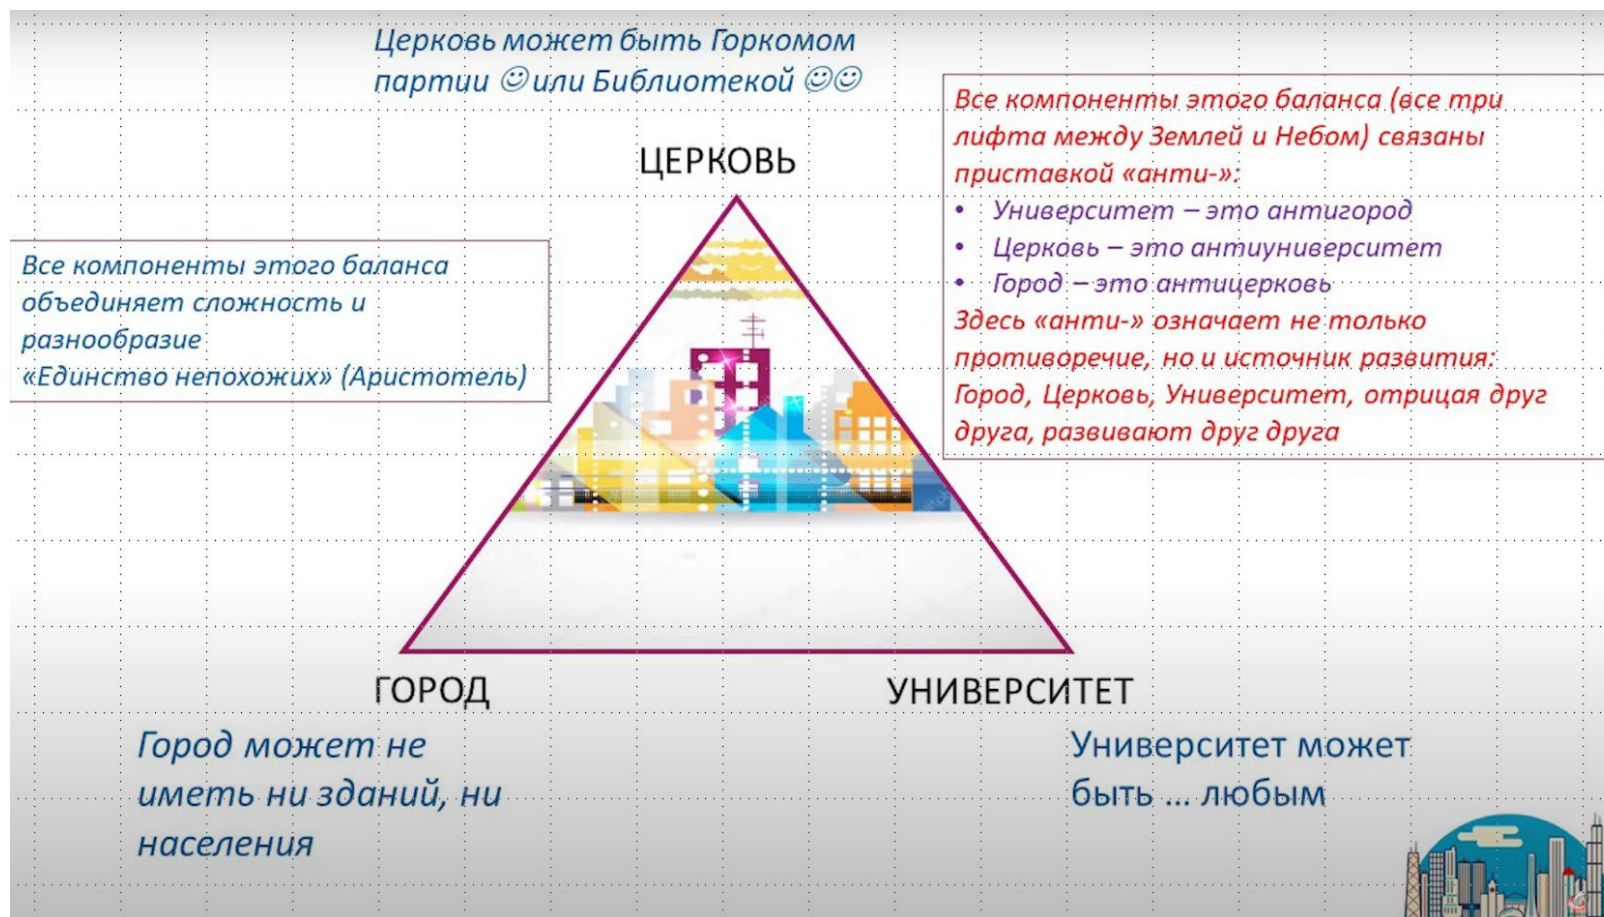 Церковь может быть Горкомом
партии ☺ или Библиотекой ☺☺
Все компоненты этого баланса (все три
лифта между Землей и Небом) связаны
приставкой «анти-»:
• Университет – это антигород
• Церковь – это антиуниверситет
• Город – это антицерковь
Здесь «анти-» означает не только
противоречие, но и источник развития:
Город, Церковь, Университет, отрицая друг
друга, развивают друг друга
ЦЕРКОВЬ
Все компоненты этого баланса
объединяет сложность и
разнообразие
«Единство непохожих» (Аристотель)
ГОРОД
УНИВЕРСИТЕТ
Город может не
иметь ни зданий, ни
населения
Университет может
быть ... любым